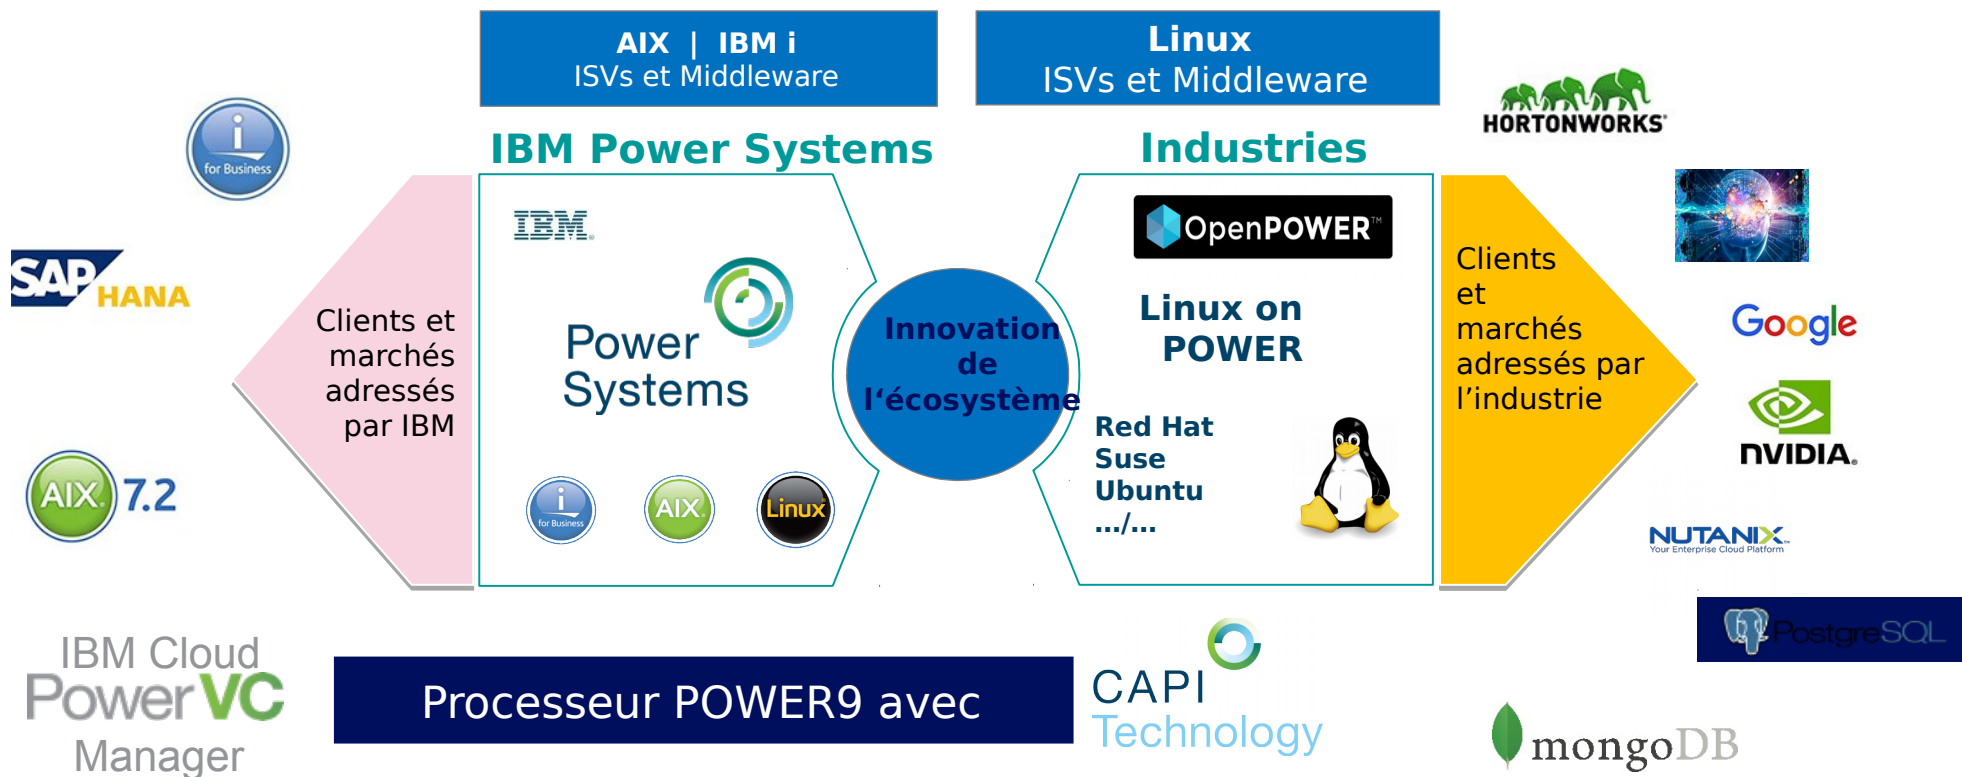 AIX | IBM i
ISVs et Middleware
Linux
ISVs et Middleware
IBM Power Systems
Industries
i
for Business
SAP
HANA
AIX 7.2
IBM Cloud
PowerVC
Manager
Clients et
marchés
adressés
par IBM
IBM
Power
Systems
i
for Business
AIX
Linux
Innovation
de
l‘écosystème
OpenPOWER™
Linux on
POWER
Red Hat
Suse
Ubuntu
.../...
Clients
et
marchés
adressés par
l’industrie
HORTONWORKS
Google
NVIDIA.
NUTANIX
Your Enterprise Cloud Platform
PostgreSQL
mongoDB
Processeur POWER9 avec
CAPI
Technology